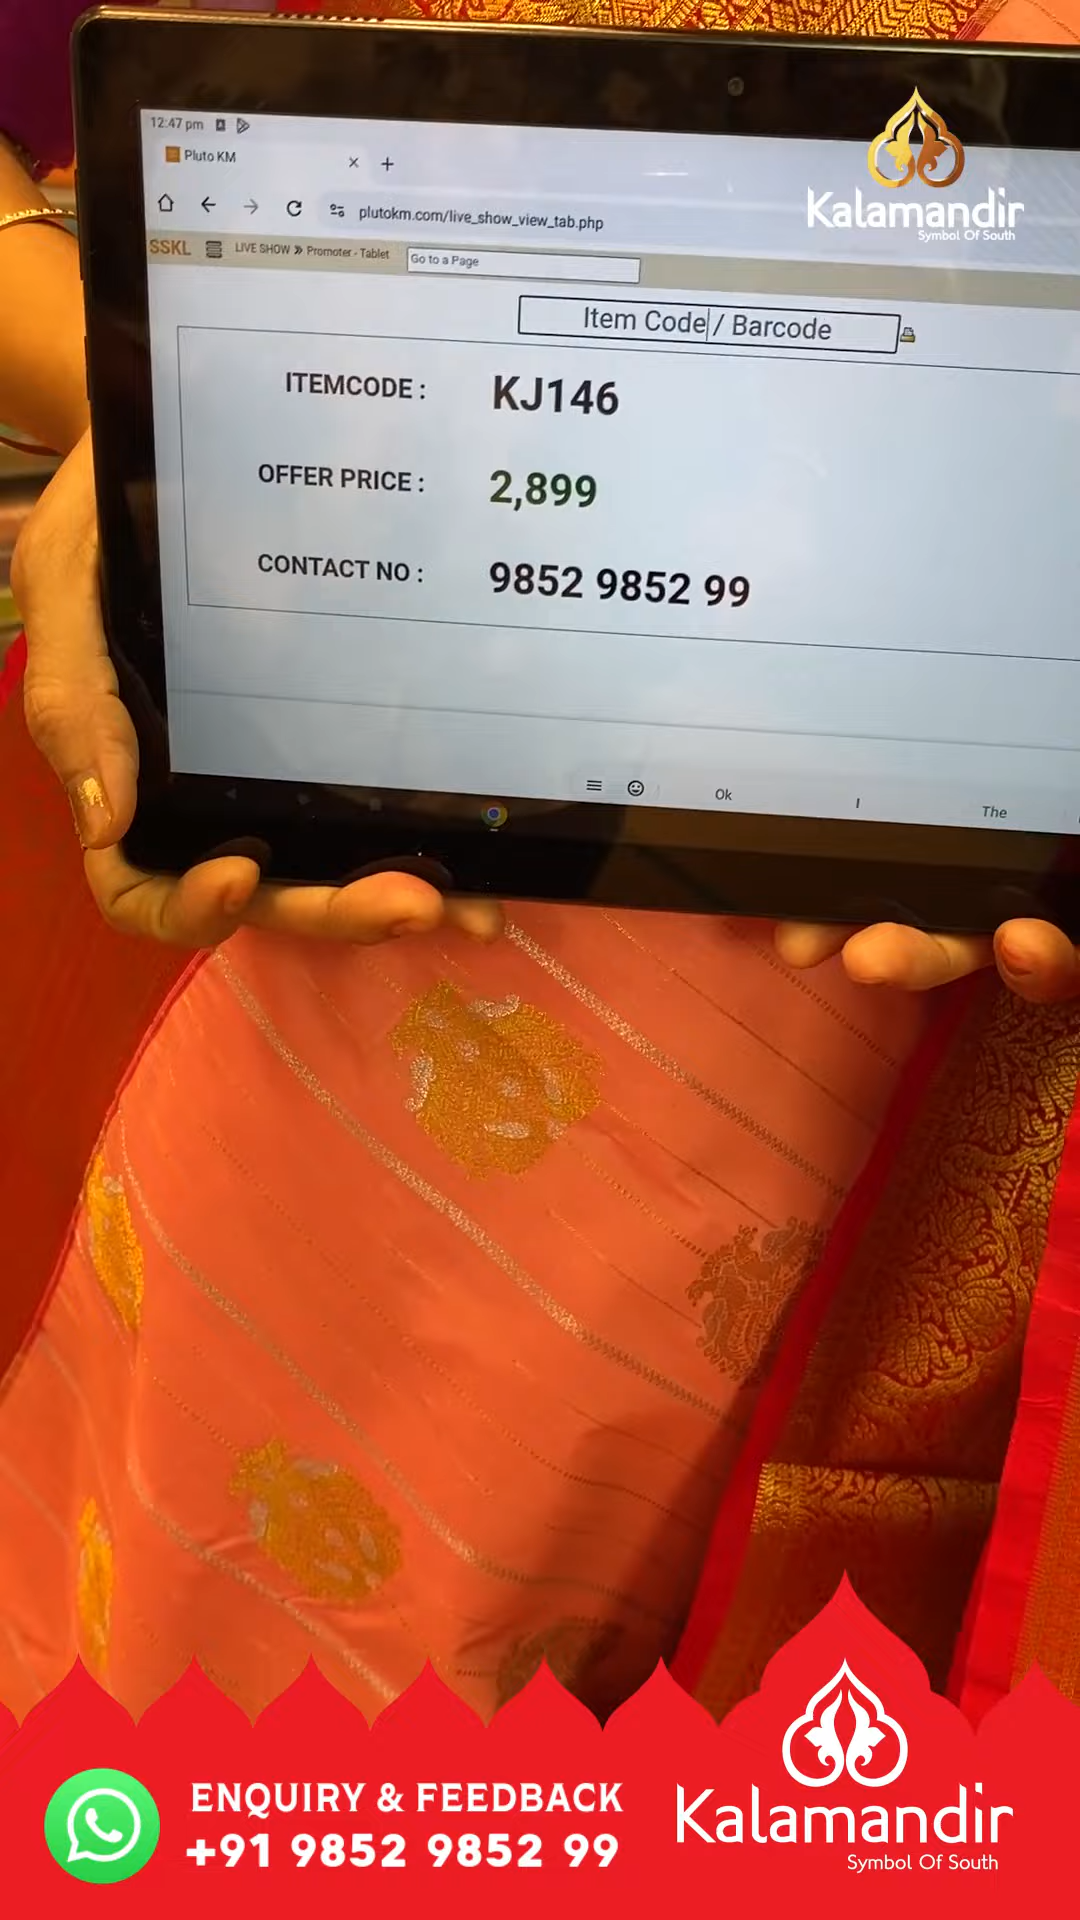 12:47 pm
Pluto KM
plutokm.com/live_show_view_tab.php
Kalamandir
Symbol Of South
SSKL LIVE SHOW » Promoter - Tablet Go to a Page
Item Code / Barcode
ITEMCODE : KJ146
OFFER PRICE : 2,899
CONTACT NO : 9852 9852 99
Ok I The
ENQUIRY & FEEDBACK
+91 9852 9852 99
Kalamandir
Symbol Of South